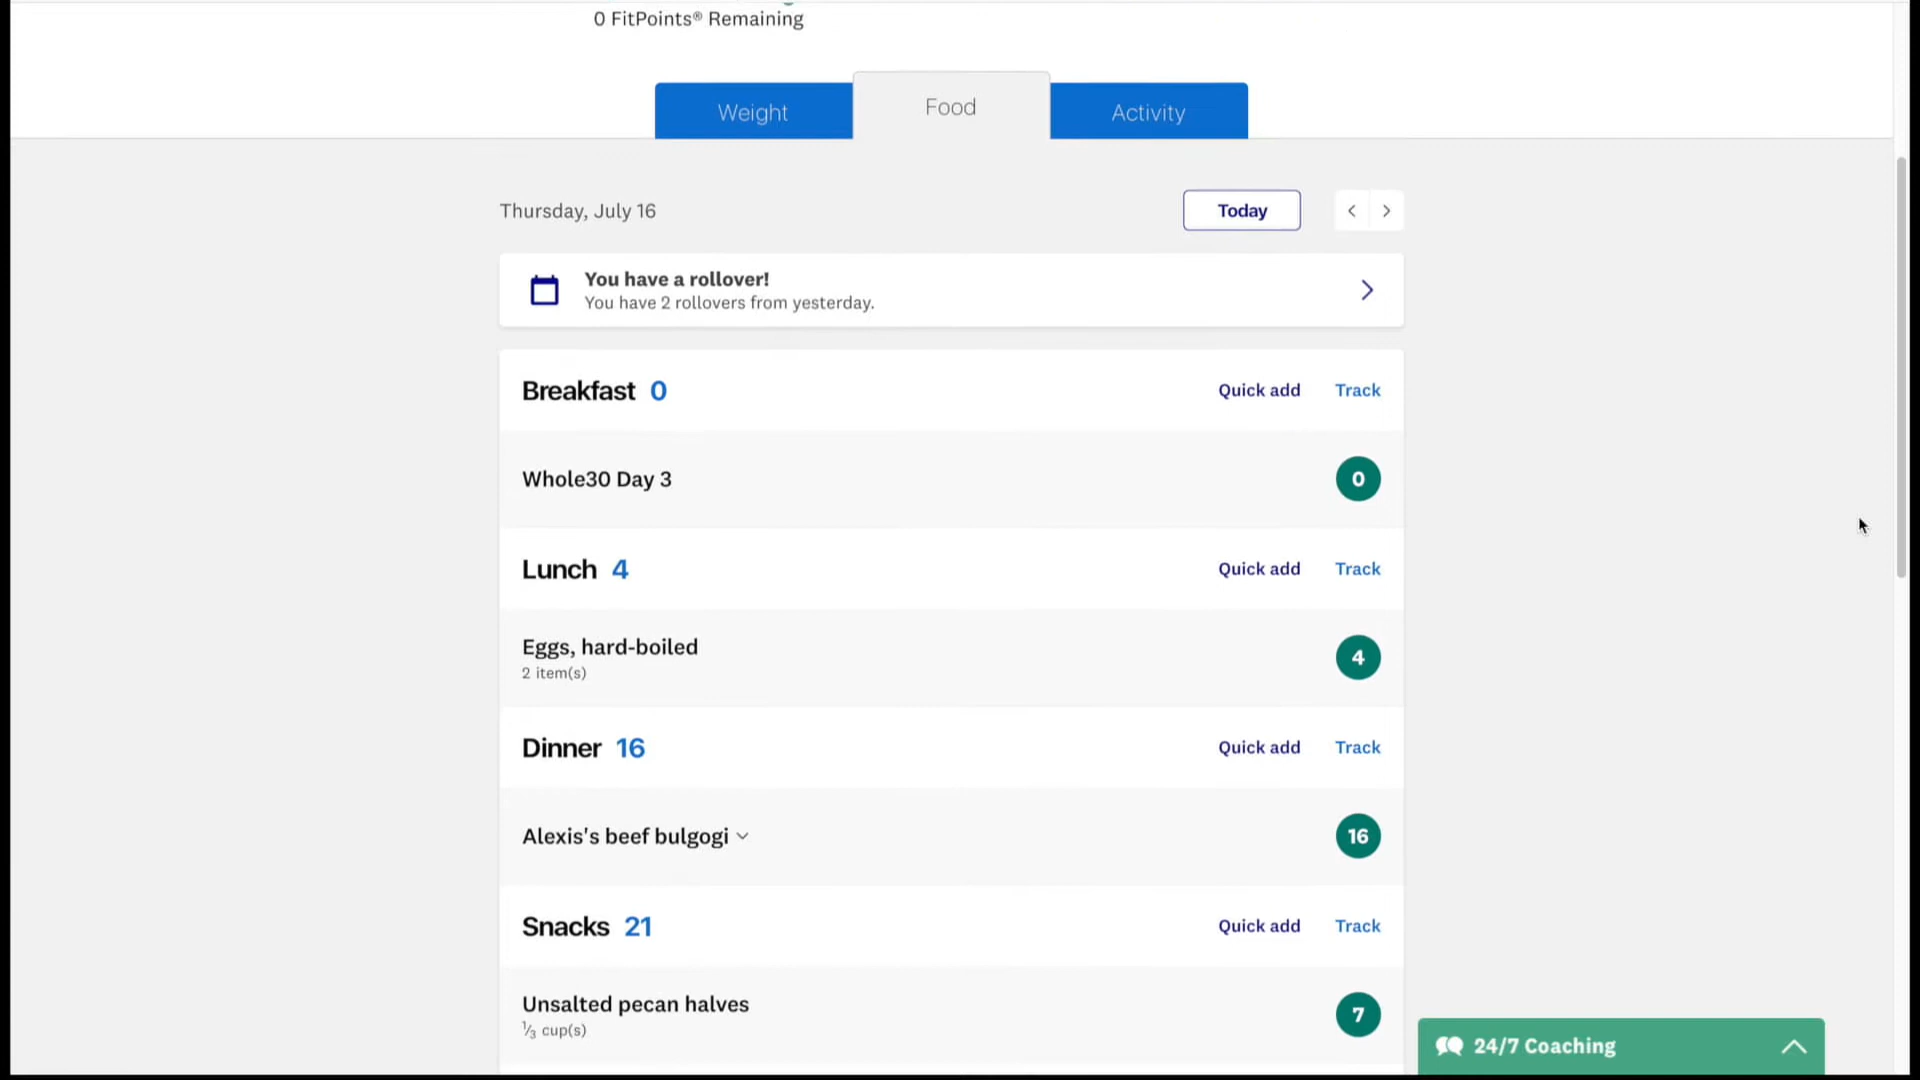 0 FitPoints® Remaining
Weight
Food
Activity
Thursday, July 16
Today
You have a rollover!
You have 2 rollovers from yesterday.
Breakfast 0
Quick add
Track
Whole30 Day 3
0
Lunch 4
Quick add
Track
Eggs, hard-boiled
2 item(s)
4
Dinner 16
Quick add
Track
Alexis's beef bulgogi
16
Snacks 21
Quick add
Track
Unsalted pecan halves
⅓ cup(s)
7
24/7 Coaching